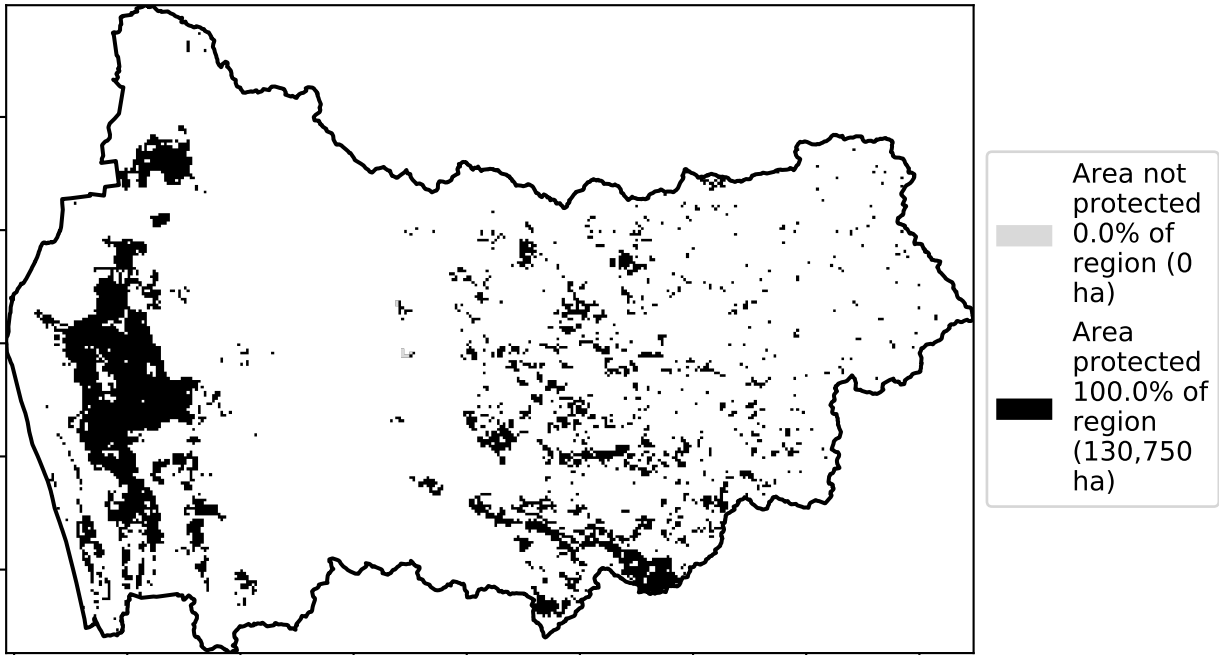 Area not
protected
0.0% of
region (0
ha)
Area
protected
100.0% of
region
(130,750
ha)